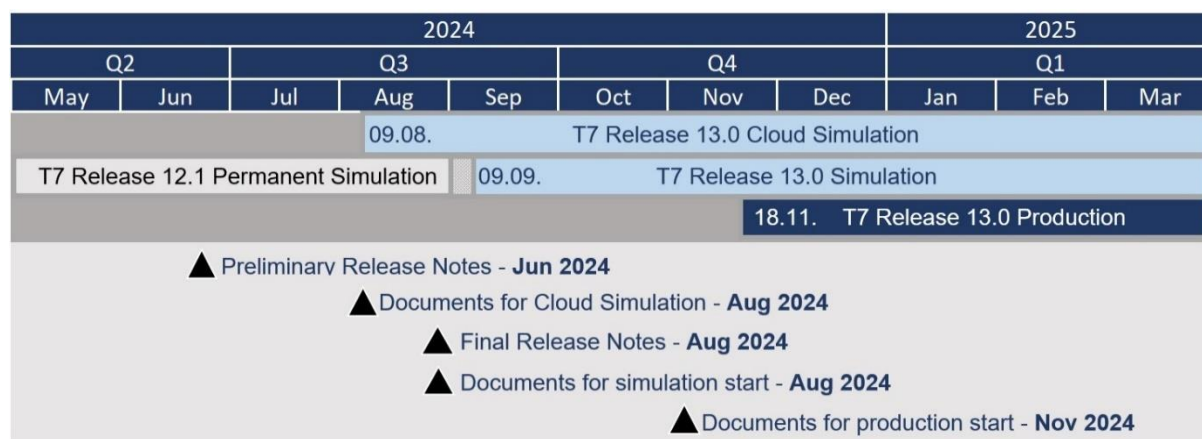 2024 2025
Q2 Q3 Q4 Q1
May Jun Jul Aug Sep Oct Nov Dec Jan Feb Mar
09.08. T7 Release 13.0 Cloud Simulation
T7 Release 12.1 Permanent Simulation 09.09. T7 Release 13.0 Simulation
18.11. T7 Release 13.0 Production
Preliminary Release Notes - Jun 2024
Documents for Cloud Simulation - Aug 2024
Final Release Notes - Aug 2024
Documents for simulation start - Aug 2024
Documents for production start - Nov 2024